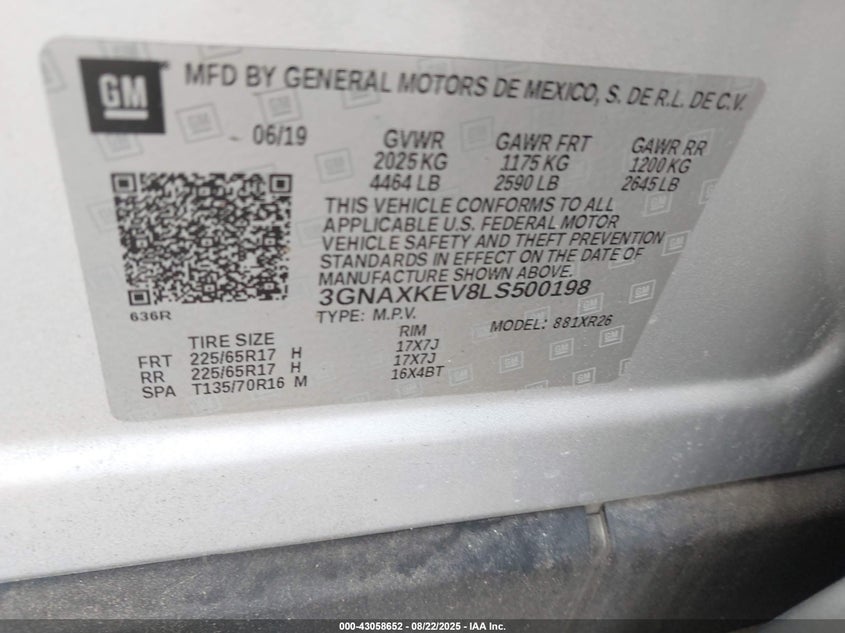 GM
MFD BY GENERAL MOTORS DE MEXICO, S. DE R.L. DE C.V.
06/19 GVWR GAWR FRT GAWR RR
2025 KG 1175 KG 1200 KG
4464 LB 2590 LB 2645 LB
THIS VEHICLE CONFORMS TO ALL
APPLICABLE U.S. FEDERAL MOTOR
VEHICLE SAFETY AND THEFT PREVENTION
STANDARDS IN EFFECT ON THE DATE OF
MANUFACTURE SHOWN ABOVE.
3GNAXKEV8LS500198
636R
TYPE: M.P.V. MODEL: 881XR26
TIRE SIZE RIM
FRT 225/65R17 H 17X7J
RR 225/65R17 H 17X7J
SPA T135/70R16 M 16X4BT
000-43058652 - 08/22/2025 - IAA Inc.